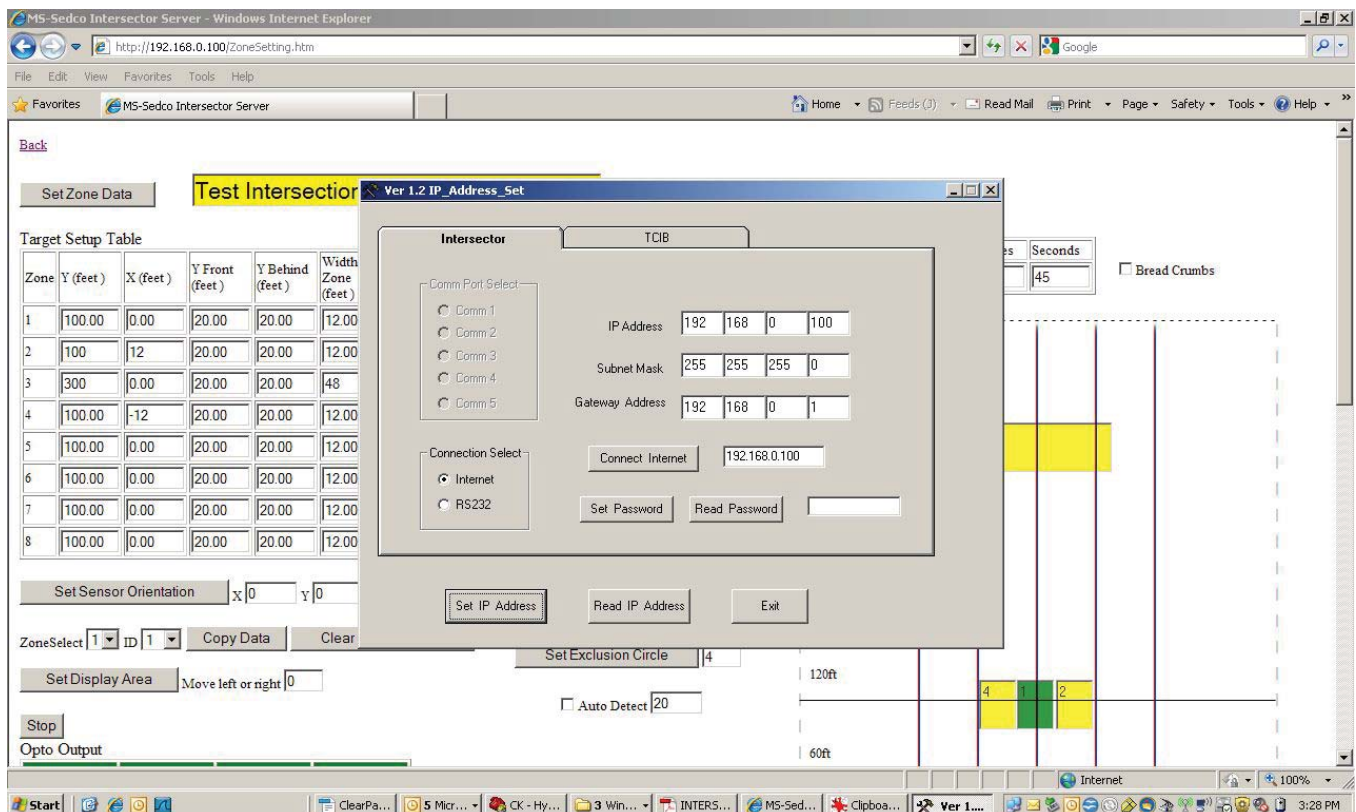 MS-Sedco Intersector Server - Windows Internet Explorer
http://192.168.0.100/ZoneSetting.htm
Google
File Edit View Favorites Tools Help
Favorites MS-Sedco Intersector Server Home Feeds (J) Read Mail Print Page Safety Tools Help
Back
Set Zone Data Test Intersection
Ver 1.2 IP_Address_Set
Intersector TCIB
Target Setup Table
Zone Y (feet ) X (feet ) Y Front (feet ) Y Behind (feet ) Width Zone (feet )
1 100.00 0.00 20.00 20.00 12.00
2 100 12 20.00 20.00 12.00
3 300 0.00 20.00 20.00 48
4 100.00 -12 20.00 20.00 12.00
5 100.00 0.00 20.00 20.00 12.00
6 100.00 0.00 20.00 20.00 12.00
7 100.00 0.00 20.00 20.00 12.00
8 100.00 0.00 20.00 20.00 12.00
Comm Port Select
Comm 1
Comm 2
Comm 3
Comm 4
Comm 5
IP Address 192 168 0 100
Subnet Mask 255 255 255 0
Gateway Address 192 168 0 1
Connection Select
Internet
RS232
Connect Internet 192.168.0.100
Set Password Read Password
Set IP Address Read IP Address Exit
Seconds
45
Bread Crumbs
Set Sensor Orientation X 0 Y 0
ZoneSelect 1 ID 1 Copy Data Clear
Set Exclusion Circle 4
Set Display Area Move left or right 0
Auto Detect 20
Stop
Opto Output
120ft
4 1 2
60ft
Internet 100%
Start ClearPa... 5 Micr... CK - Hy... 3 Win... INTERS... MS-Sed... Clipboa... Ver 1.... 3:28 PM